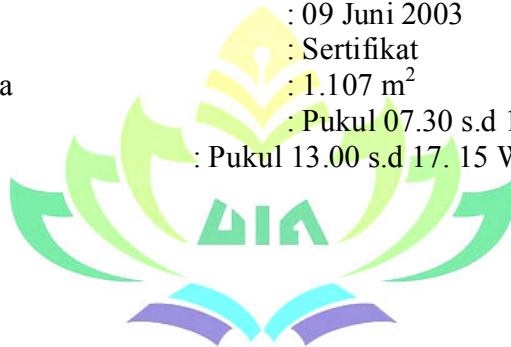 : 09 Juni 2003
: Sertifikat
a : 1.107 m²
: Pukul 07.30 s.d 1
: Pukul 13.00 s.d 17. 15 W
UIN